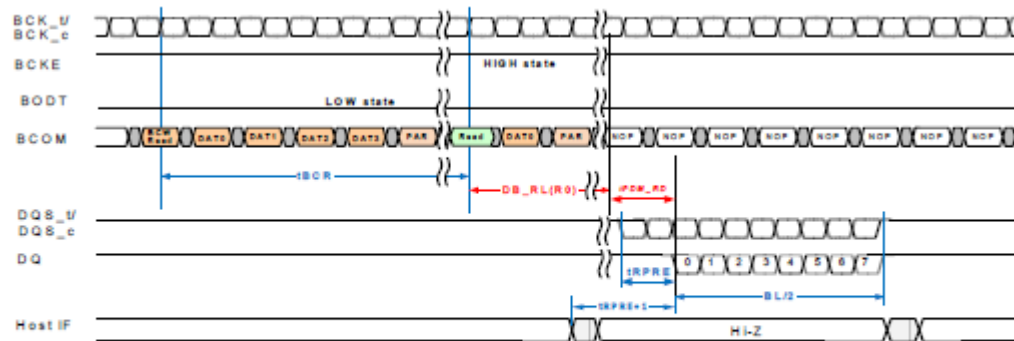 BCK_t/
BCK_c
BCKE HIGH state
BODT LOW state
BCOM BCW Read DAT0 DAT1 DAT2 DAT3 PAR Read DAT0 PAR NOP NOP NOP NOP NOP NOP NOP NOP
tBCR DB_RL(R0) tPDM_RD
DQS_t/
DQS_c
DQ 0 1 2 3 4 5 6 7
tRPRE
tRPRE+1 BL/2
Host IF Hi-Z